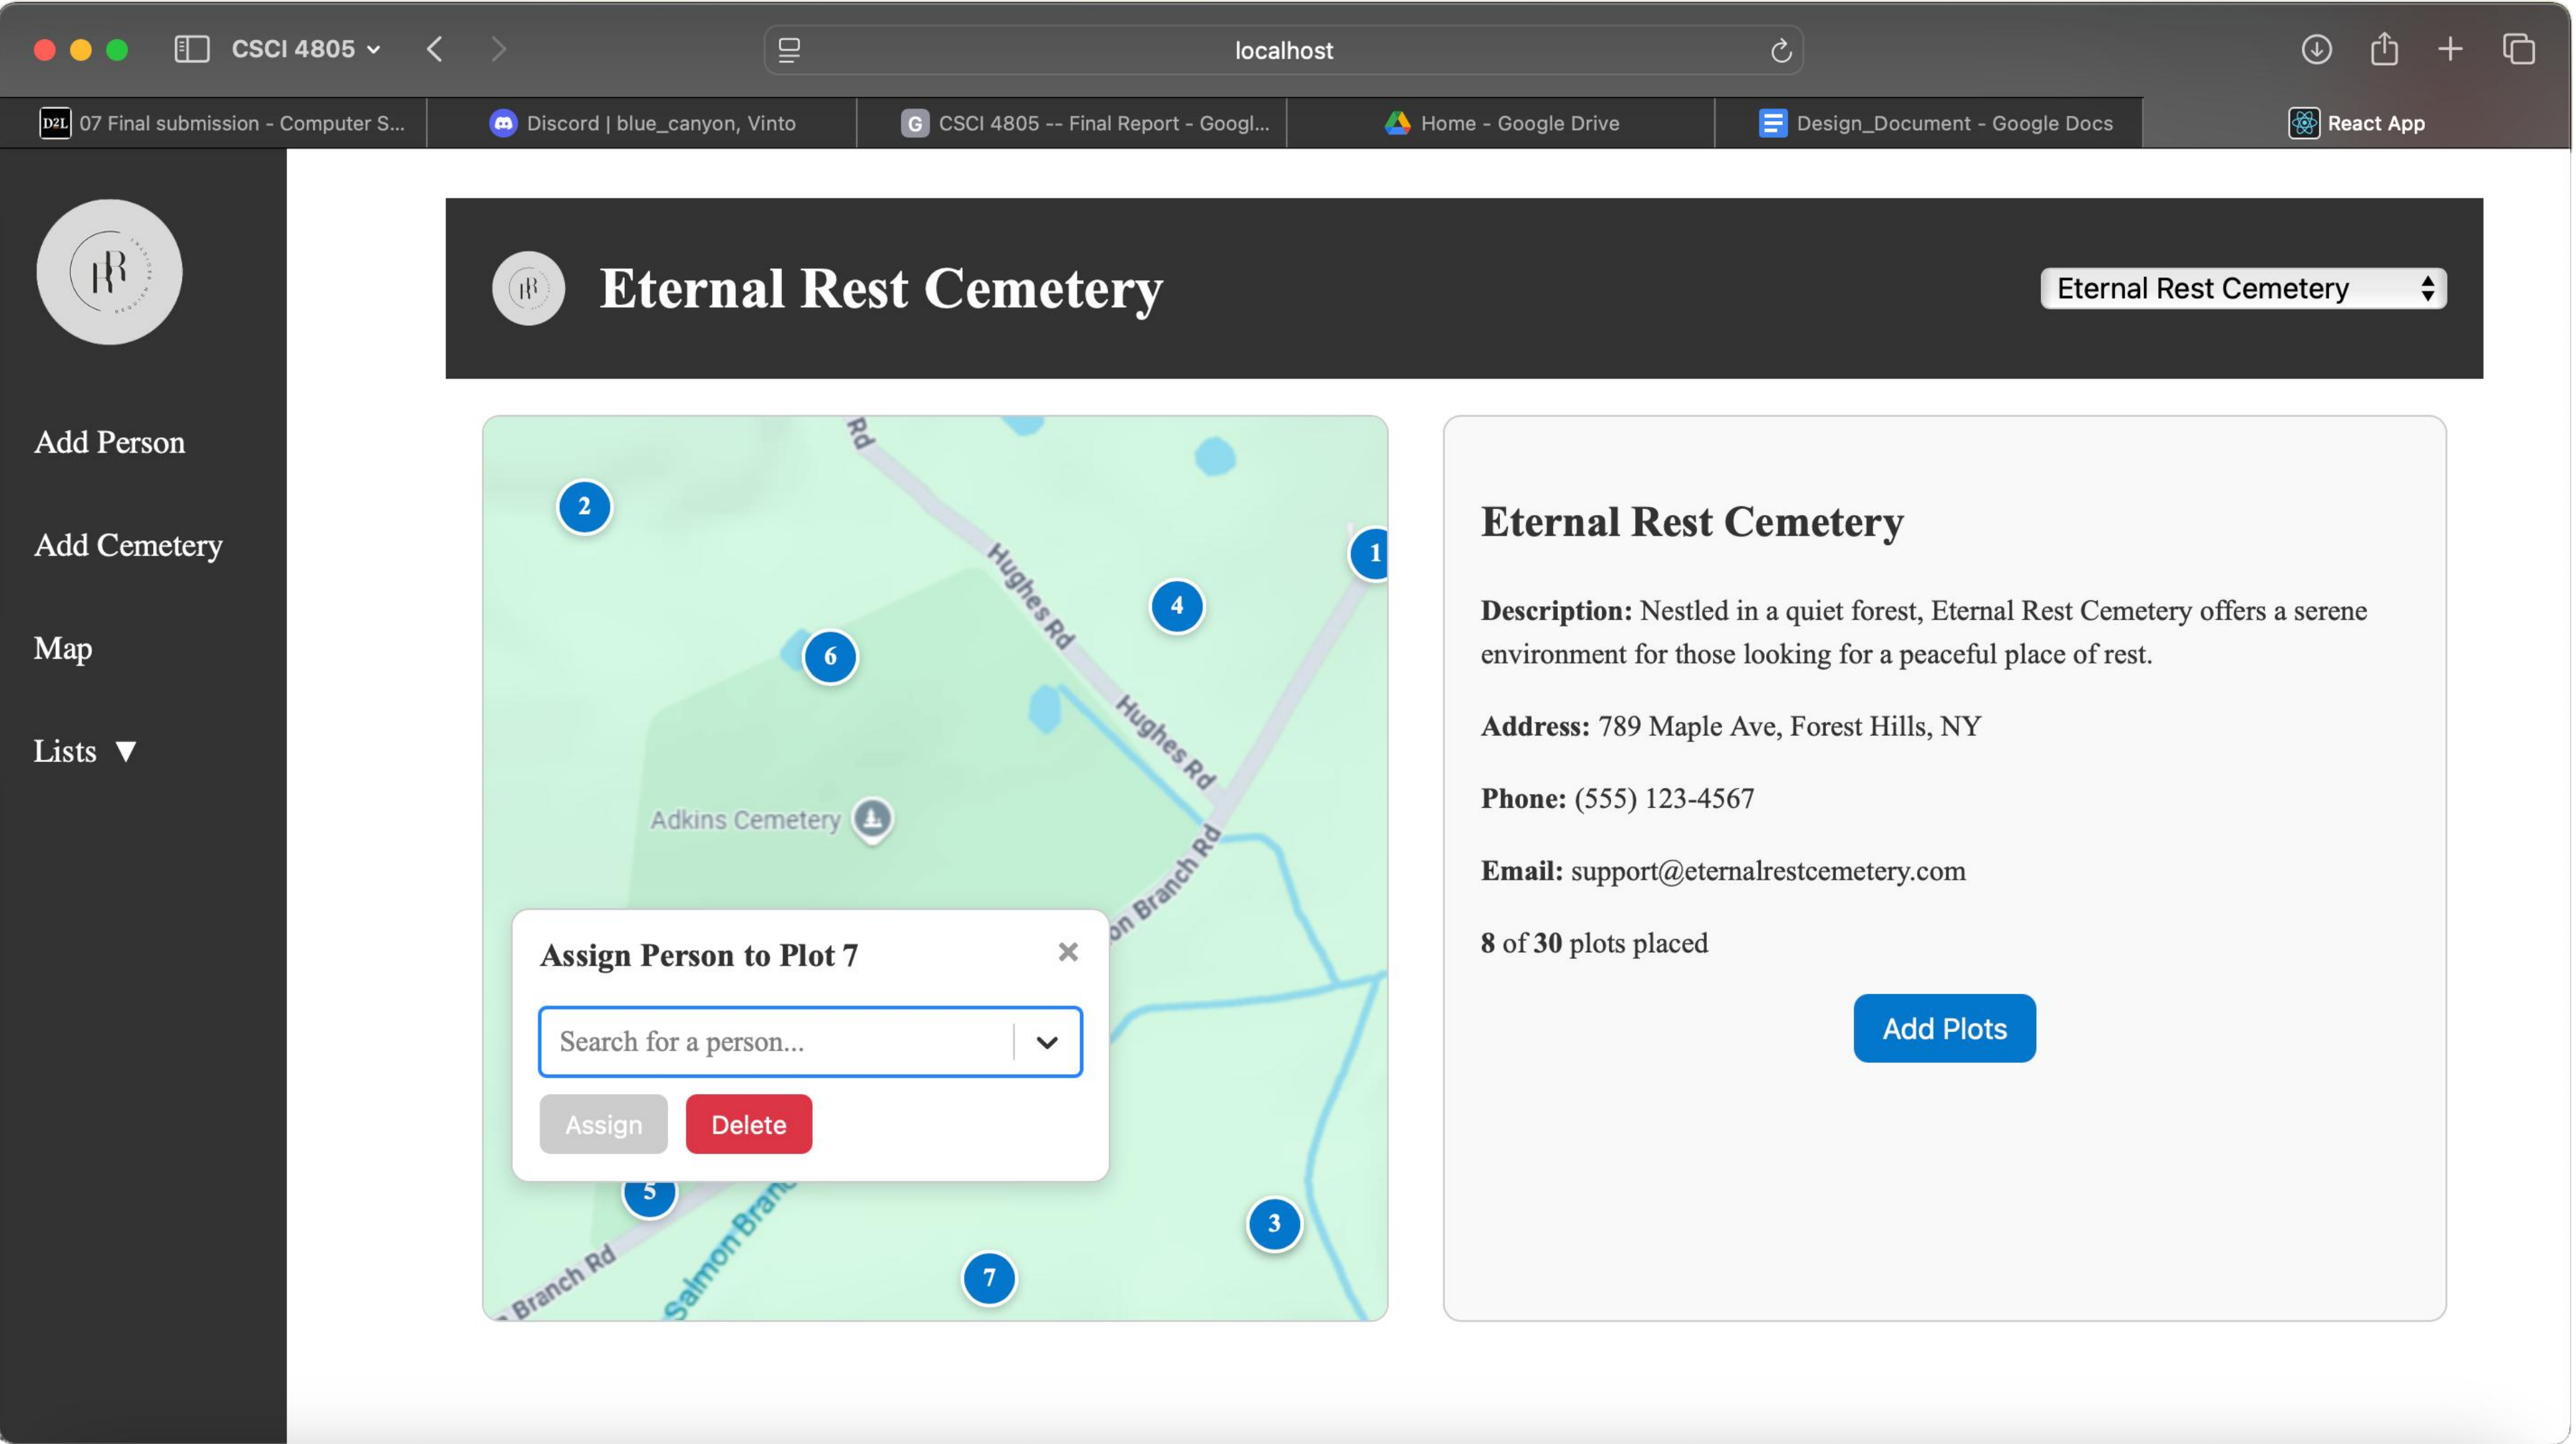 CSCI 4805
localhost
D2L 07 Final submission - Computer S...
Discord | blue_canyon, Vinto
G CSCI 4805 -- Final Report - Googl...
Home - Google Drive
Design_Document - Google Docs
React App
Add Person
Add Cemetery
Map
Lists ▼
Eternal Rest Cemetery
Eternal Rest Cemetery
Rd
2
1
Hughes Rd
4
6
Hughes Rd
Adkins Cemetery
on Branch Rd
Assign Person to Plot 7
Search for a person...
Assign
Delete
5
3
7
Branch Rd
Salmon Branc
Eternal Rest Cemetery
Description: Nestled in a quiet forest, Eternal Rest Cemetery offers a serene
environment for those looking for a peaceful place of rest.
Address: 789 Maple Ave, Forest Hills, NY
Phone: (555) 123-4567
Email: support@eternalrestcemetery.com
8 of 30 plots placed
Add Plots